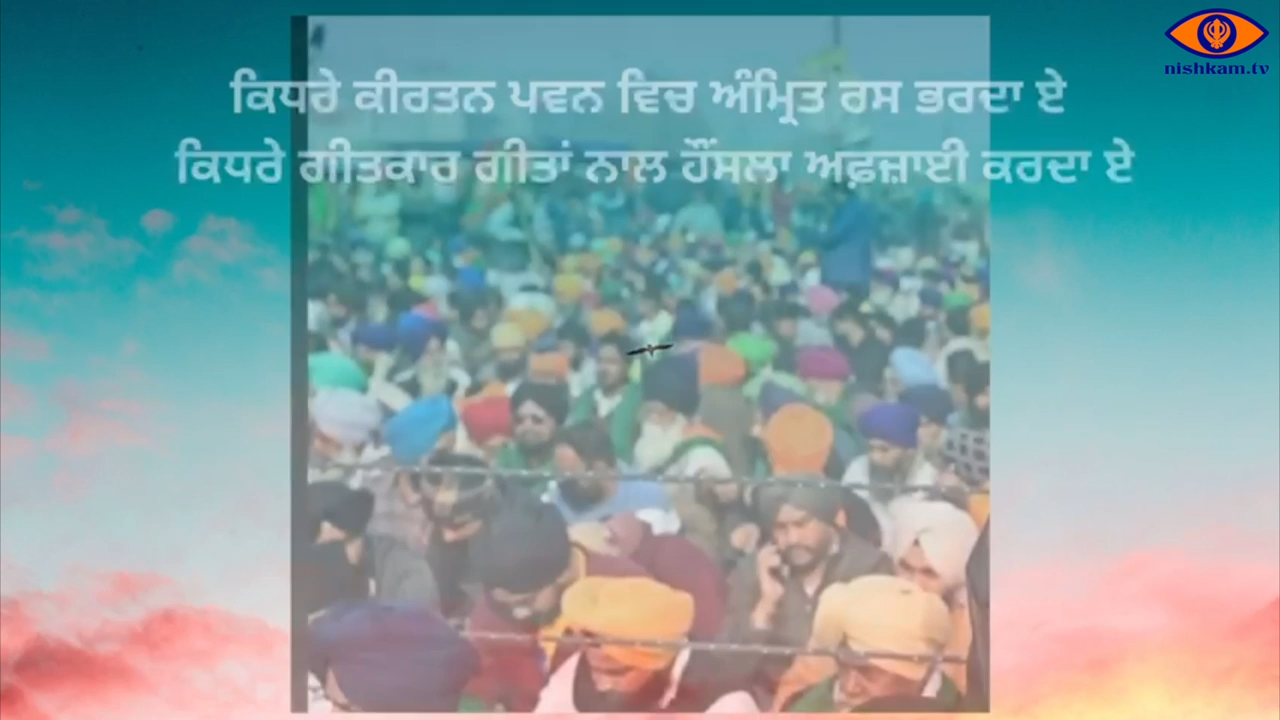 nishkam.tv
ਕਿਧਰੇ ਕੀਰਤਨ ਪਵਨ ਵਿਚ ਅੰਮ੍ਰਿਤ ਰਸ ਭਰਦਾ ਏ
ਕਿਧਰੇ ਗੀਤਕਾਰ ਗੀਤਾਂ ਨਾਲ ਹੌਂਸਲਾ ਅਫ਼ਜ਼ਾਈ ਕਰਦਾ ਏ